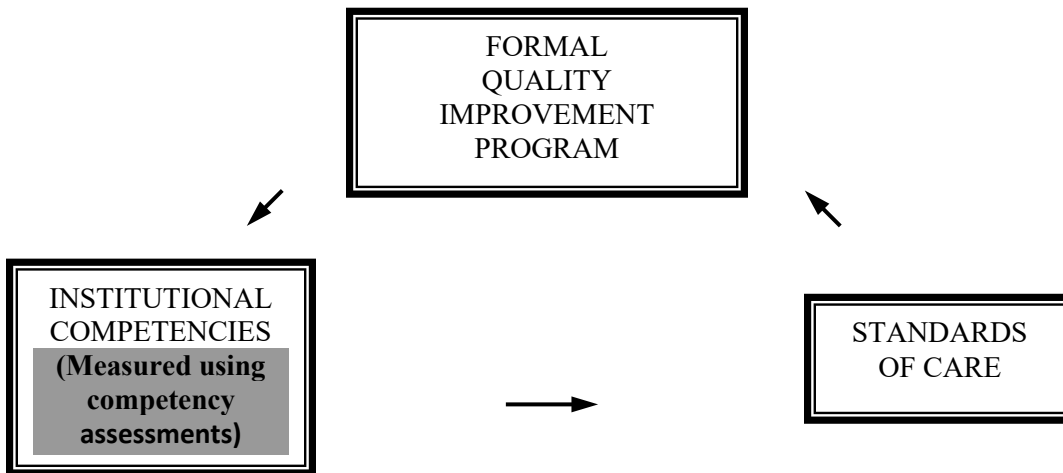 FORMAL
QUALITY
IMPROVEMENT
PROGRAM
INSTITUTIONAL
COMPETENCIES
(Measured using
competency
assessments)
STANDARDS
OF CARE